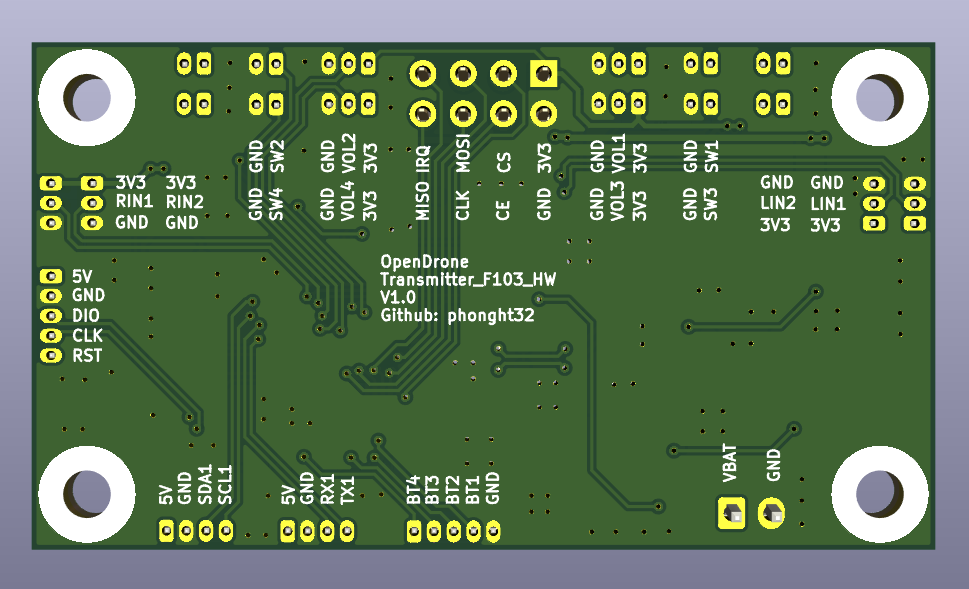 GND SW2
GND VOL2 3V3
IRQ MOSI CS 3V3
GND VOL1 3V3
GND SW1
GND SW4
GND VOL4 3V3
MISO CLK CE GND
GND VOL3 3V3
GND SW3
3V3 3V3
RIN1 RIN2
GND GND
GND GND
LIN2 LIN1
3V3 3V3
5V
GND
DIO
CLK
RST
OpenDrone
Transmitter_F103_HW
V1.0
Github: phonght32
5V GND SDA1 SCL1
5V GND RX1 TX1
BT4 BT3 BT2 BT1 GND
VBAT GND